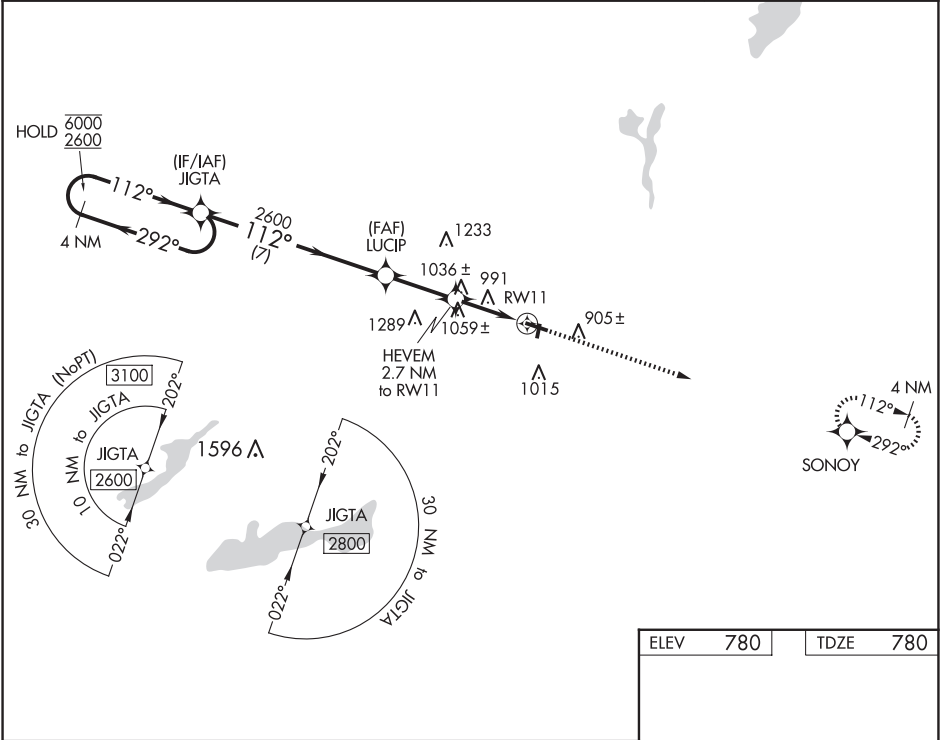 HOLD 6000
2600
(IF/IAF)
JIGTA
112°
292°
4 NM
2600
112°
(7)
(FAF)
LUCIP
1233
1036 ±
991
RW11
1289
1059 ±
905 ±
HEVEM
2.7 NM
to RW11
1015
4 NM
112°
292°
SONOY
30 NM to JIGTA (NoPT)
3100
202°
10 NM to JIGTA
JIGTA
2600
022°
1596
202°
JIGTA
2800
30 NM to JIGTA
022°
ELEV 780 TDZE 780